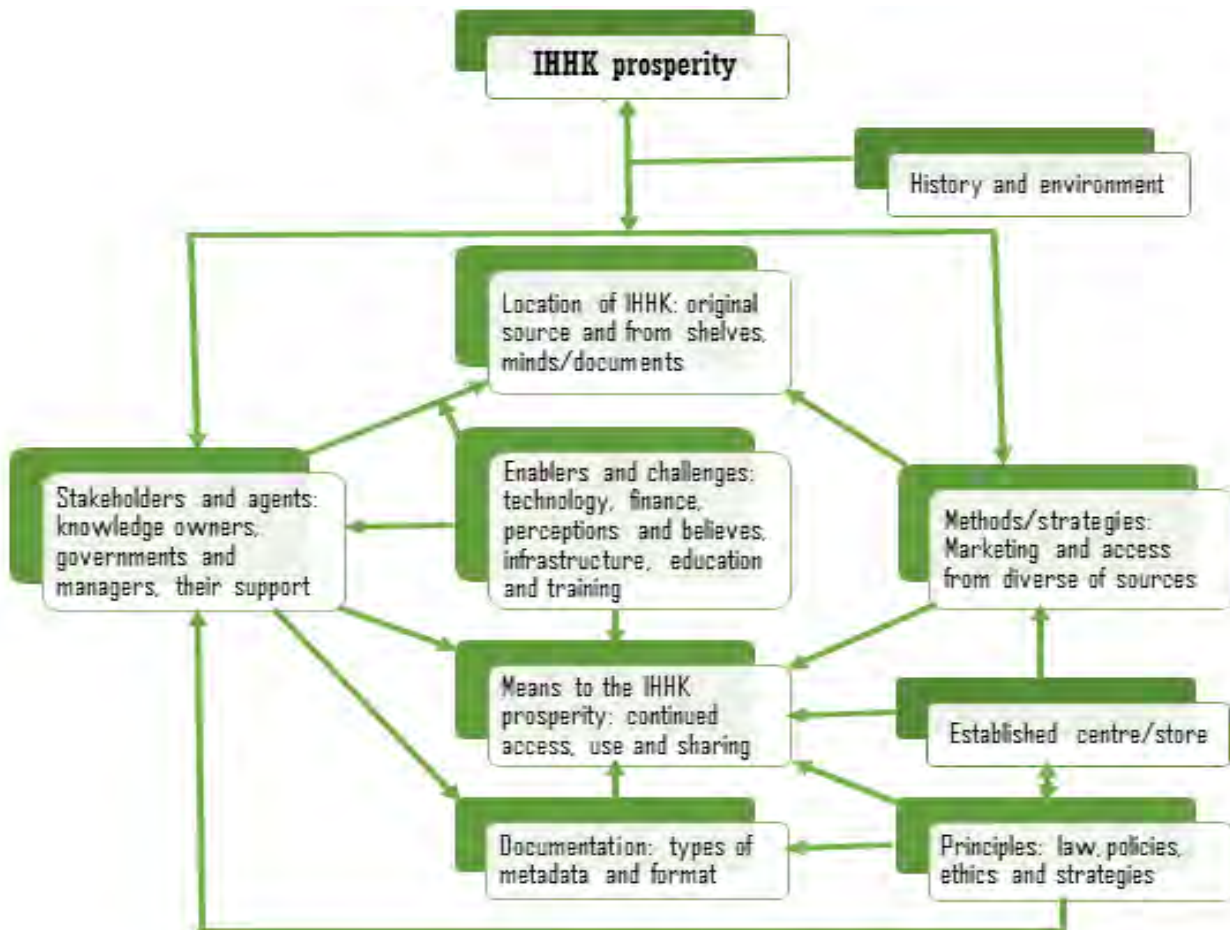 IHHK prosperity
History and environment
Location of IHHK: original
source and from shelves,
minds/documents
Enablers and challenges:
technology, finance,
perceptions and believes,
infrastructure, education
and training
Stakeholders and agents:
knowledge owners,
governments and
managers, their support
Methods/strategies:
Marketing and access
from diverse of sources
Means to the IHHK
prosperity: continued
access, use and sharing
Established centre/store
Documentation: types of
metadata and format
Principles: law, policies,
ethics and strategies